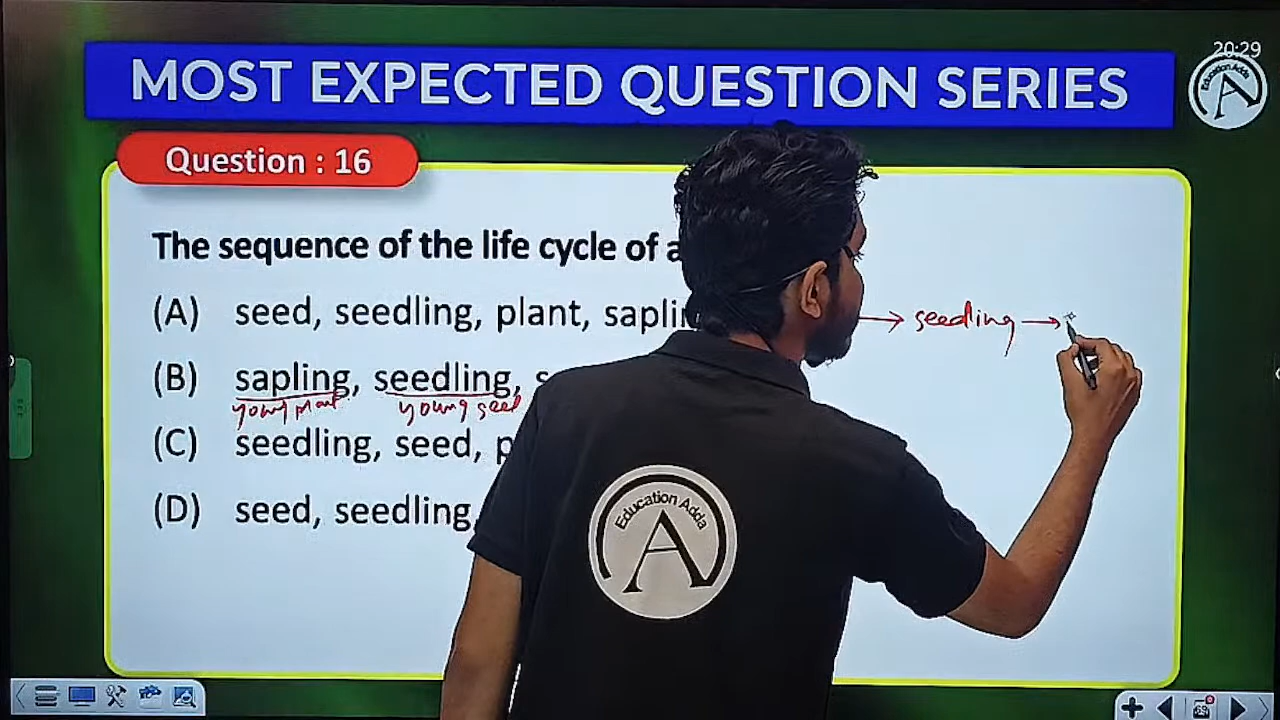 20:29
MOST EXPECTED QUESTION SERIES
Education Adda
A
Question : 16
The sequence of the life cycle of a
(A) seed, seedling, plant, saplin
→ seedling →
(B) sapling, seedling, s
young plant young seed
(C) seedling, seed, p
(D) seed, seedling,
Education Adda
A